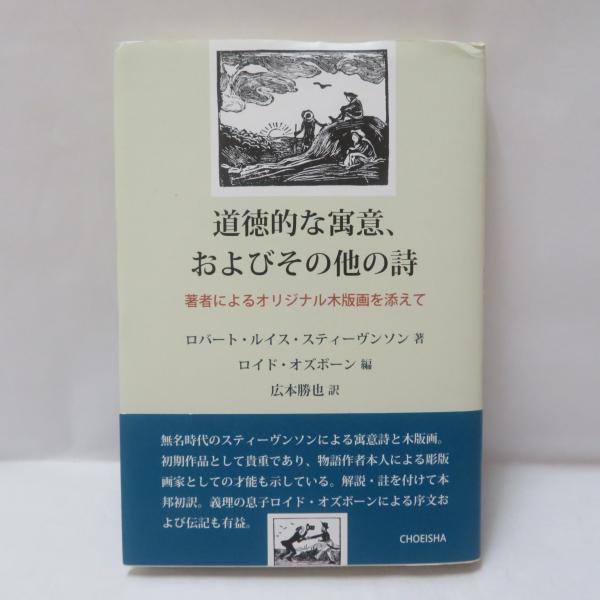 道徳的な寓意、
およびその他の詩
著者によるオリジナル木版画を添えて
ロバート・ルイス・スティーヴンソン 著
ロイド・オズボーン 編
広本勝也 訳
無名時代のスティーヴンソンによる寓意詩と木版画。
初期作品として貴重であり、物語作者本人による彫版
画家としての才能も示している。解説・註を付けて本
邦初訳。義理の息子ロイド・オズボーンによる序文お
よび伝記も有益。
CHOEISHA